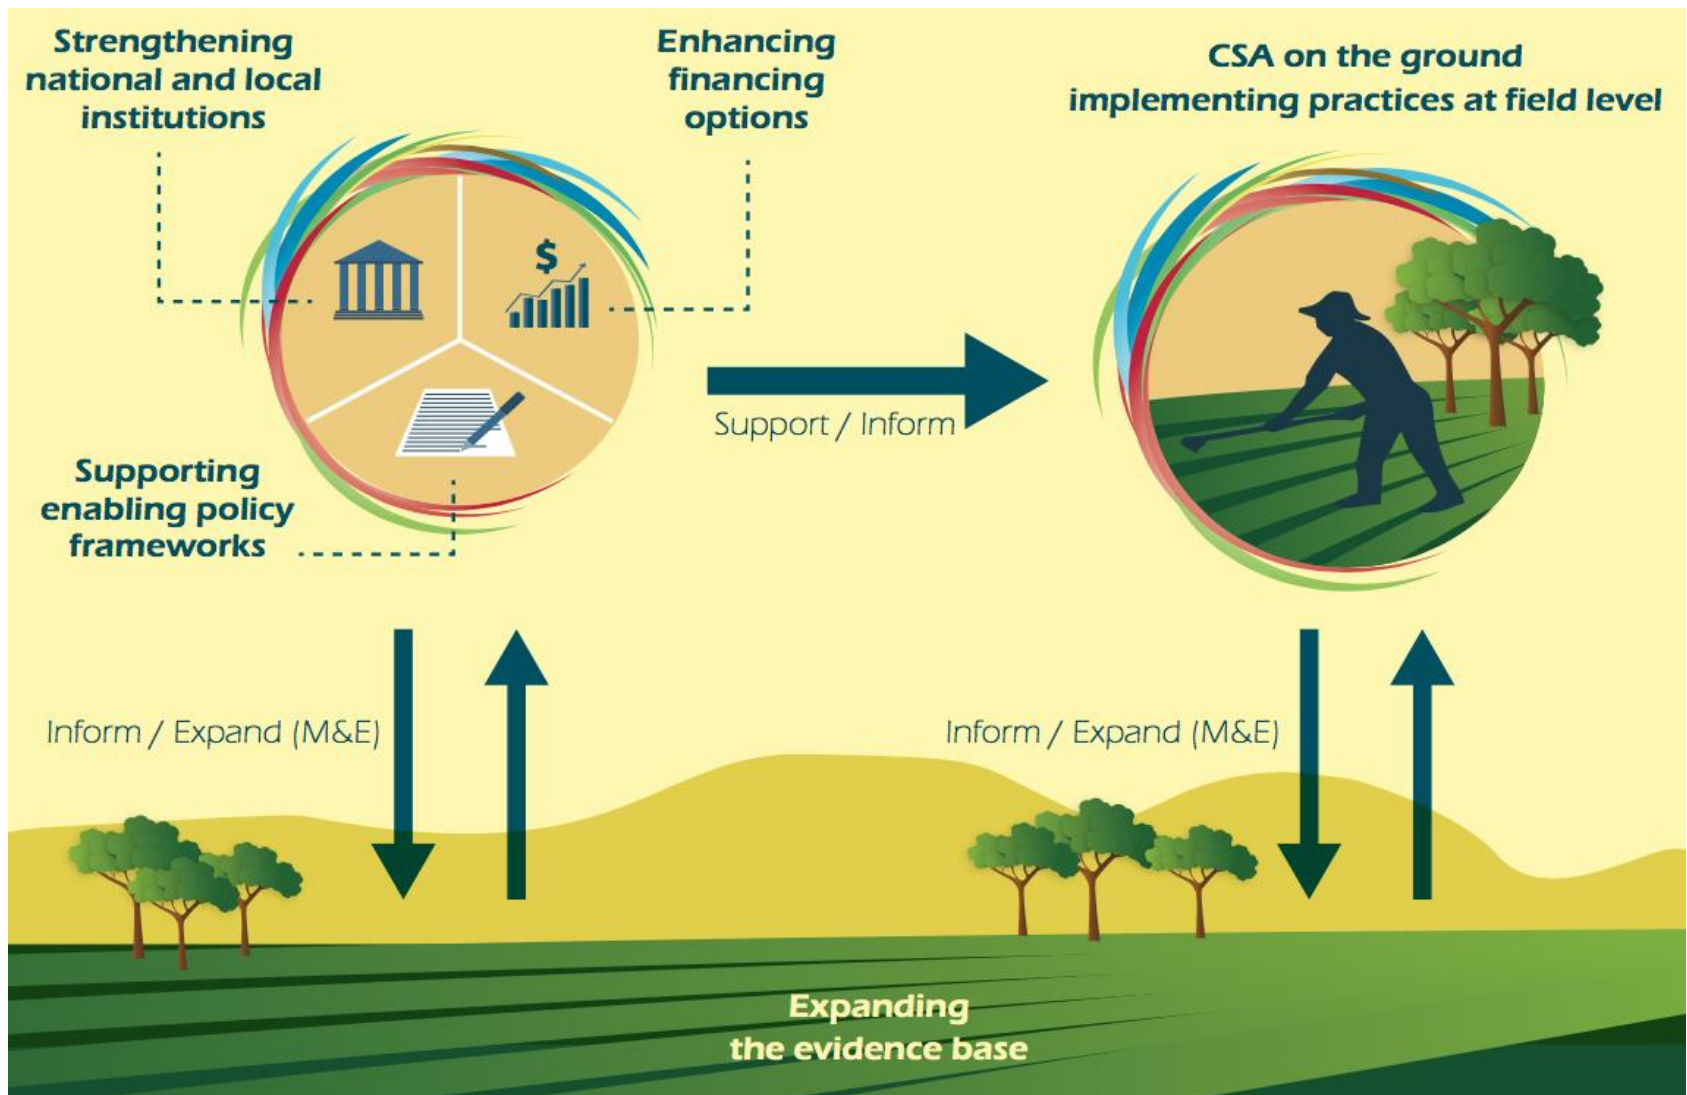 Strengthening
national and local
institutions
Enhancing
financing
options
CSA on the ground
implementing practices at field level
$
Support / Inform
Supporting
enabling policy
frameworks
Inform / Expand (M&E)
Inform / Expand (M&E)
Expanding
the evidence base